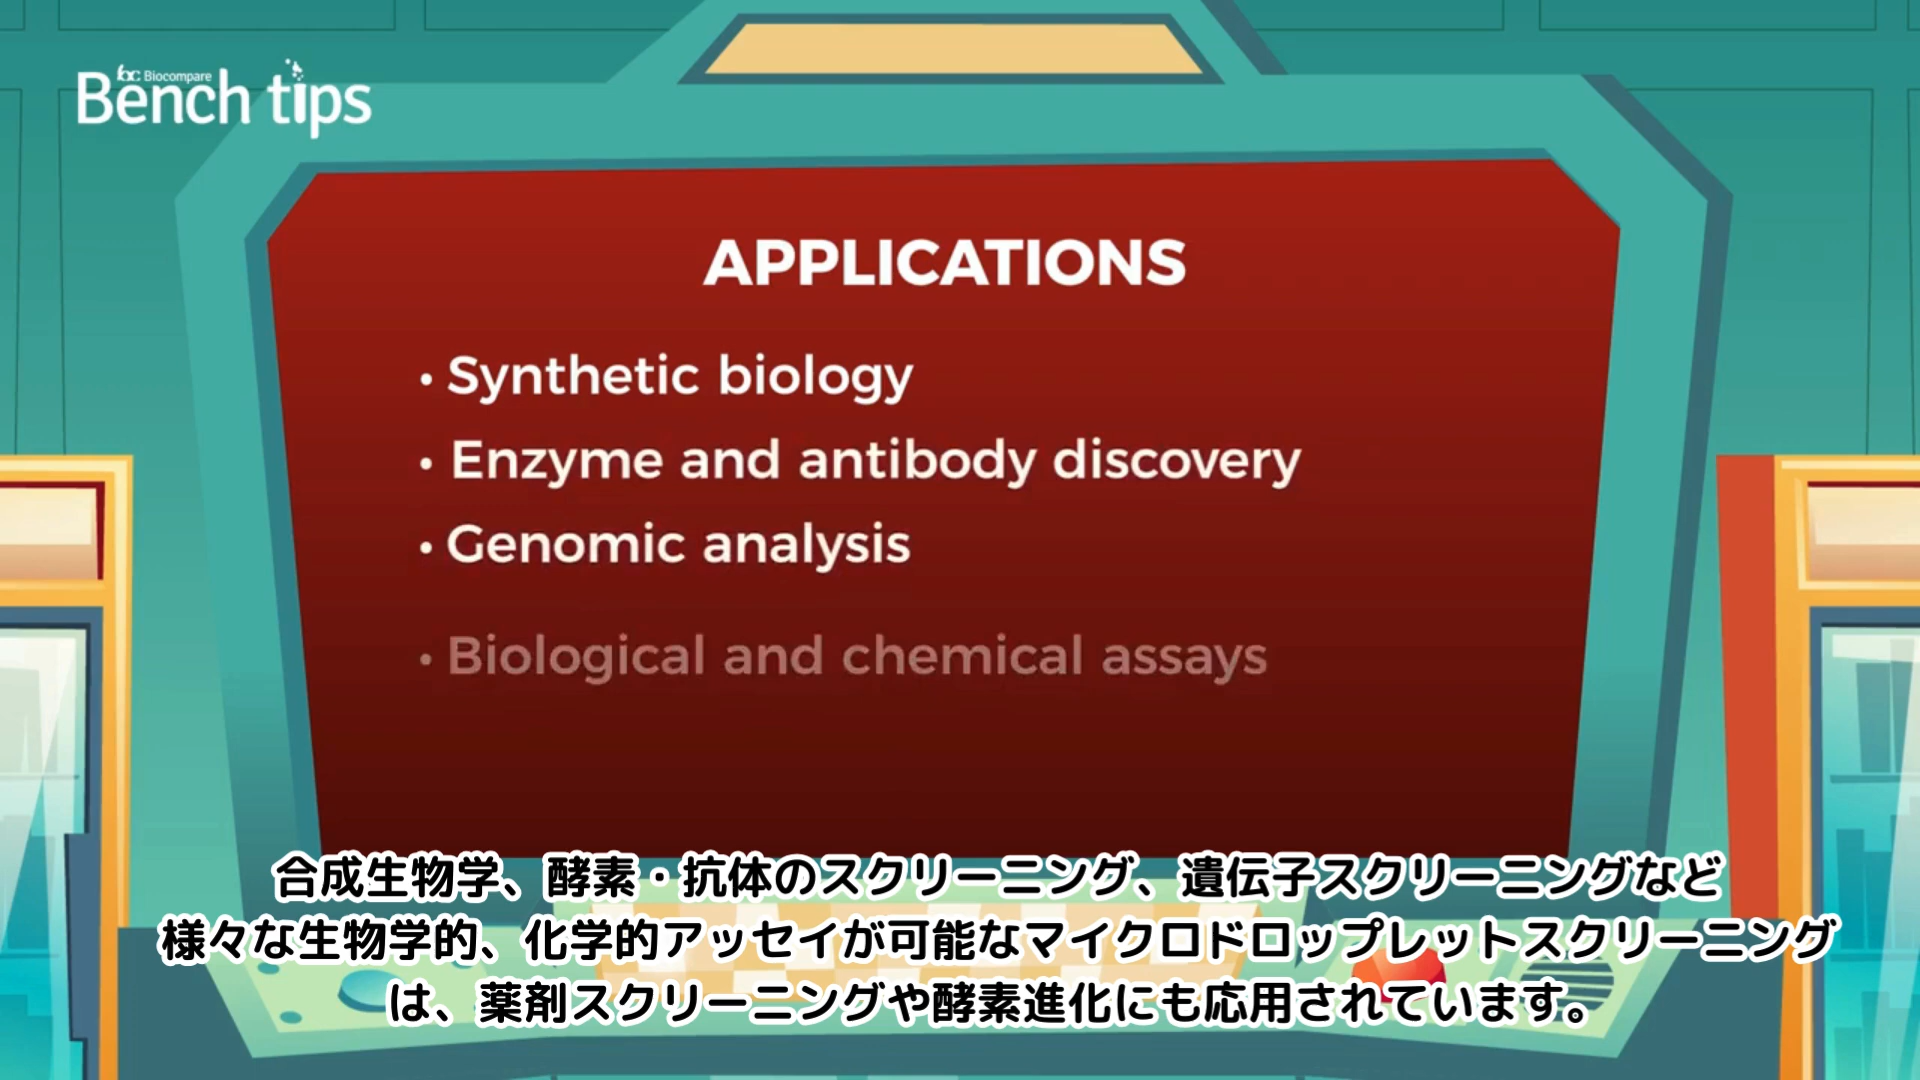 bc Biocompare
Bench tips
APPLICATIONS
• Synthetic biology
• Enzyme and antibody discovery
• Genomic analysis
• Biological and chemical assays
合成生物学、酵素・抗体のスクリーニング、遺伝子スクリーニングなど
様々な生物学的、化学的アッセイが可能なマイクロドロップレットスクリーニング
は、薬剤スクリーニングや酵素進化にも応用されています。